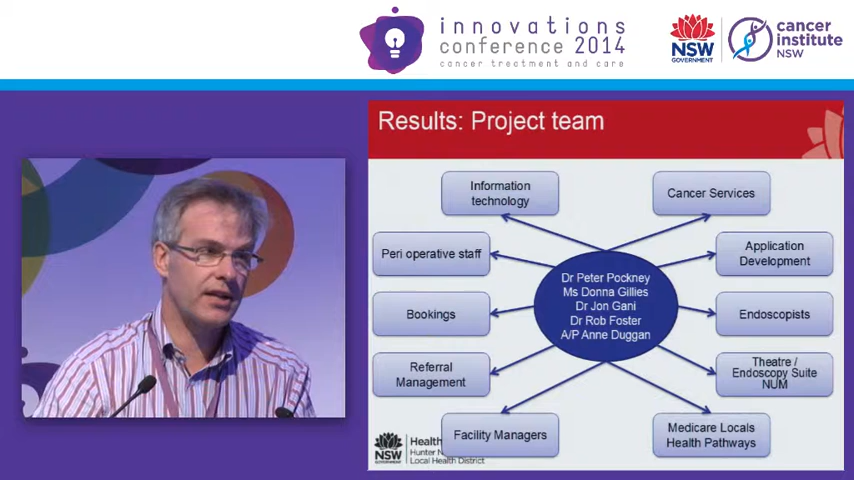 innovations
conference 2014
cancer treatment and care
NSW
GOVERNMENT
cancer
institute
NSW
Results: Project team
Information
technology
Cancer Services
Peri operative staff
Application
Development
Dr Peter Pockney
Ms Donna Gillies
Dr Jon Gani
Dr Rob Foster
A/P Anne Duggan
Bookings
Endoscopists
Referral
Management
Theatre /
Endoscopy Suite
NUM
Facility Managers
Medicare Locals
Health Pathways
NSW
GOVERNMENT
Health
Hunter N
Local Health District